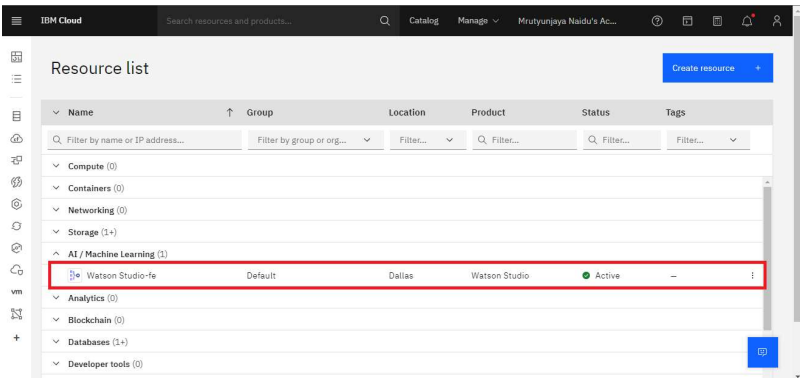 IBM Cloud Search resources and products... Catalog Manage Mrutyunjaya Naidu's Ac...
Resource list
Create resource +
Name Group Location Product Status Tags
Filter by name or IP address... Filter by group or org... Filter... Filter... Filter... Filter...
Compute (0)
Containers (0)
Networking (0)
Storage (1+)
AI / Machine Learning (1)
Watson Studio-fe Default Dallas Watson Studio Active –
vm Analytics (0)
Blockchain (0)
+ Databases (1+)
Developer tools (0)